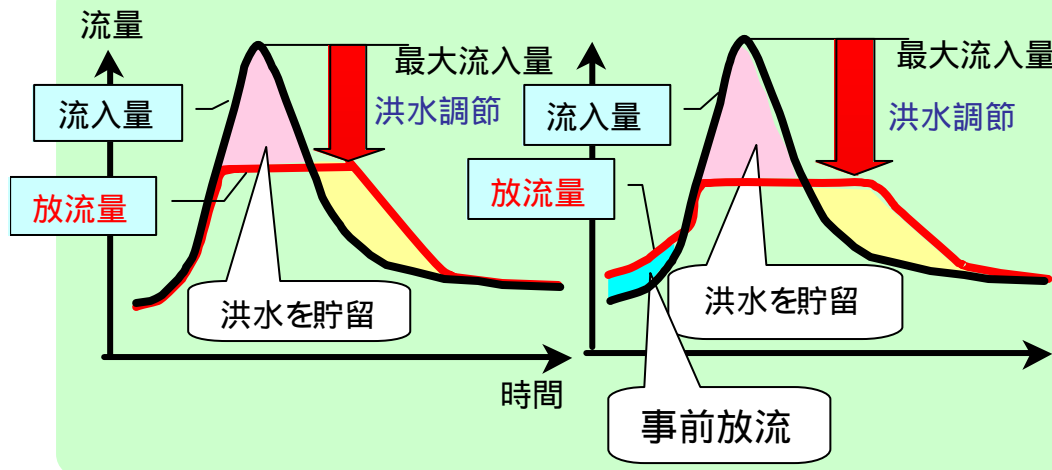 流量
最大流入量
流入量
洪水調節
放流量
洪水を貯留
時間
最大流入量
流入量
洪水調節
放流量
洪水を貯留
事前放流